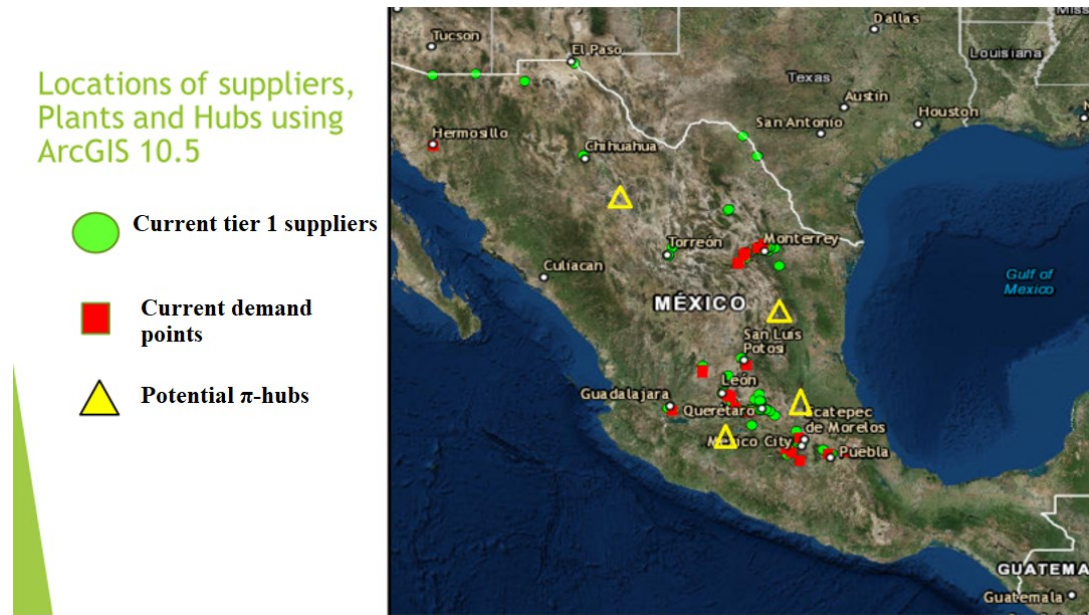 Locations of suppliers,
Plants and Hubs using
ArcGIS 10.5
Current tier 1 suppliers
Current demand
points
Potential π-hubs
Dallas
Tucson
El Paso
Louisiana
Texas
Austin
Houston
San Antonio
Hermosillo
Chihuahua
Torreón
Monterrey
Culiacan
Gulf of
Mexico
MÉXICO
San Luis
Potosi
León
Guadalajara
Querétaro
Ecatepec
de Morelos
Mexico City
Puebla
GUATEMA
Guatemala